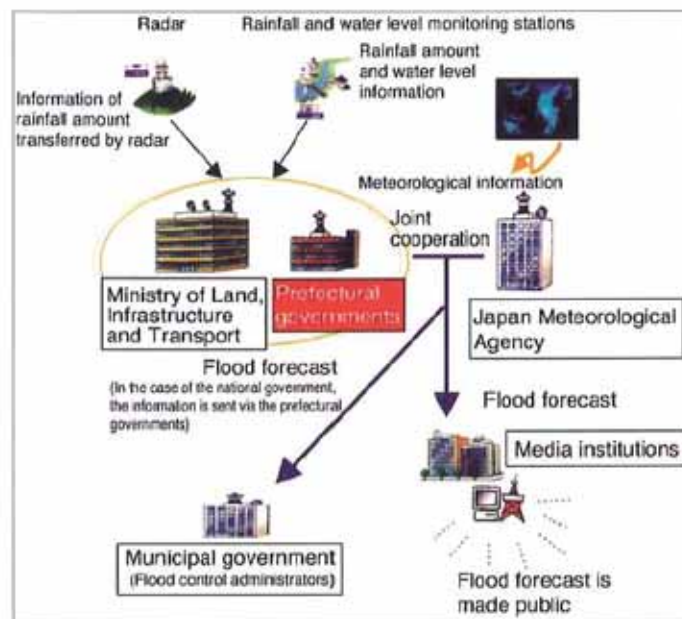 Radar
Rainfall and water level monitoring stations
Rainfall amount
and water level
information
Information of
rainfall amount
transferred by radar
Meteorological information
Joint
cooperation
Ministry of Land,
Infrastructure
and Transport
Prefectural
governments
Japan Meteorological
Agency
Flood forecast
(In the case of the national government,
the information is sent via the prefectural
governments)
Flood forecast
Media institutions
Municipal government
(Flood control administrators)
Flood forecast is
made public